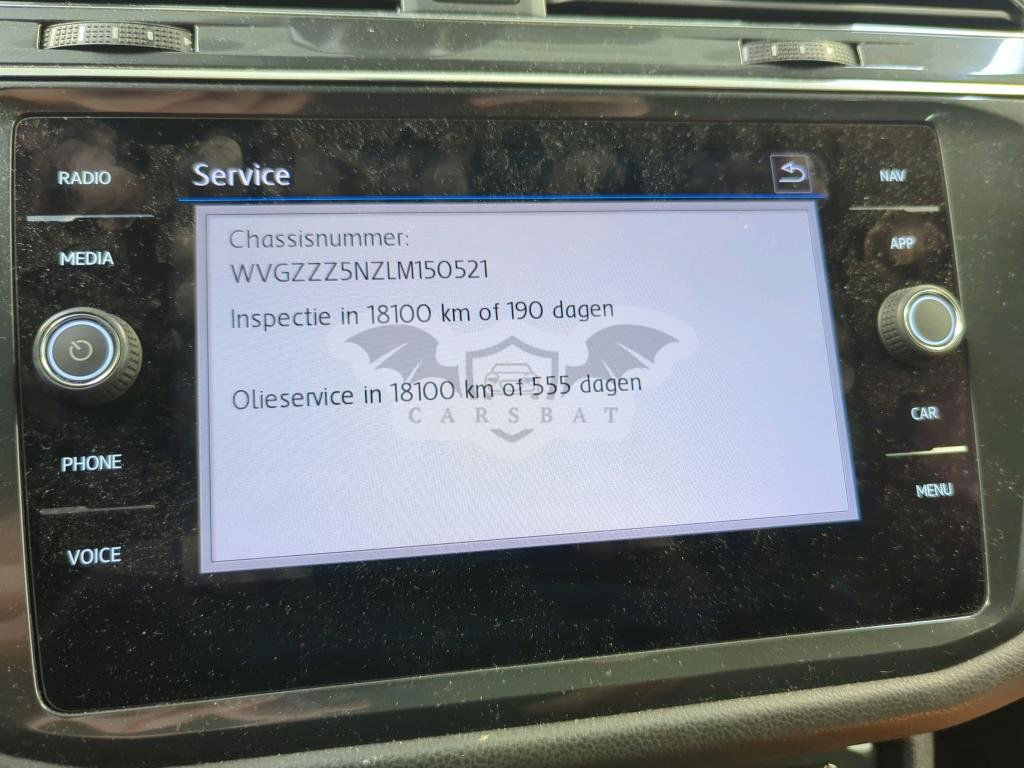 RADIO
Service
NAV
MEDIA
APP
Chassisnummer:
WVGZZZ5NZLM150521
Inspectie in 18100 km of 190 dagen
Olieservice in 18100 km of 555 dagen
CARSBAT
CAR
PHONE
MENU
VOICE